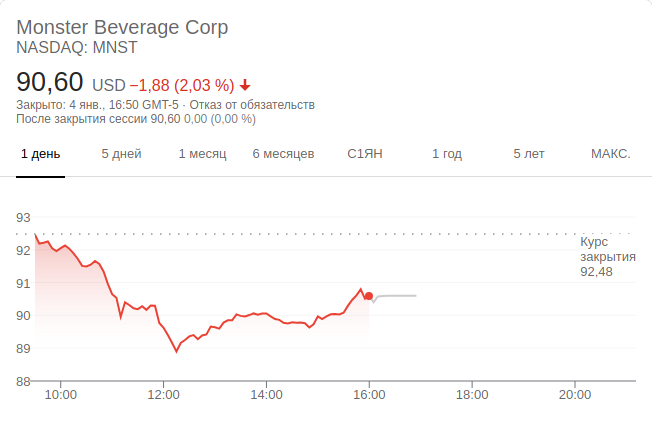 Monster Beverage Corp
NASDAQ: MNST
90,60 USD −1,88 (2,03 %)
Закрыто: 4 янв., 16:50 GMT-5 · Отказ от обязательств
После закрытия сессии 90,60 0,00 (0,00 %)
1 день 5 дней 1 месяц 6 месяцев С1ЯН 1 год 5 лет МАКС.
93
92
91
90
89
88
Курс
закрытия
92,48
10:00 12:00 14:00 16:00 18:00 20:00